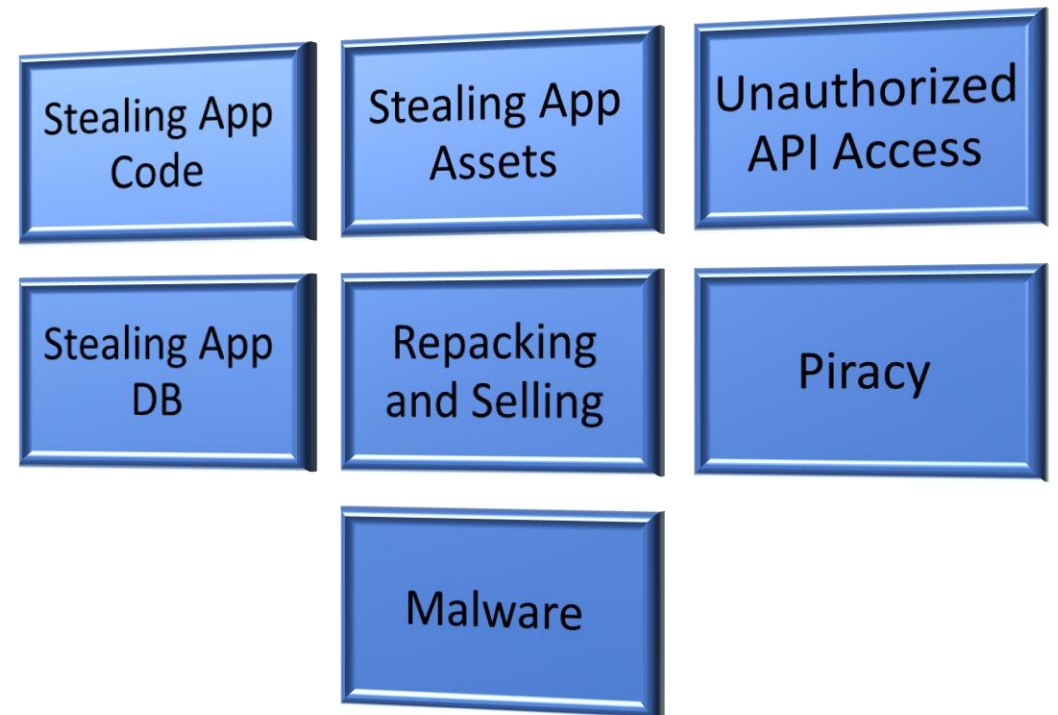 Stealing App
Code
Stealing App
Assets
Unauthorized
API Access
Stealing App
DB
Repacking
and Selling
Piracy
Malware